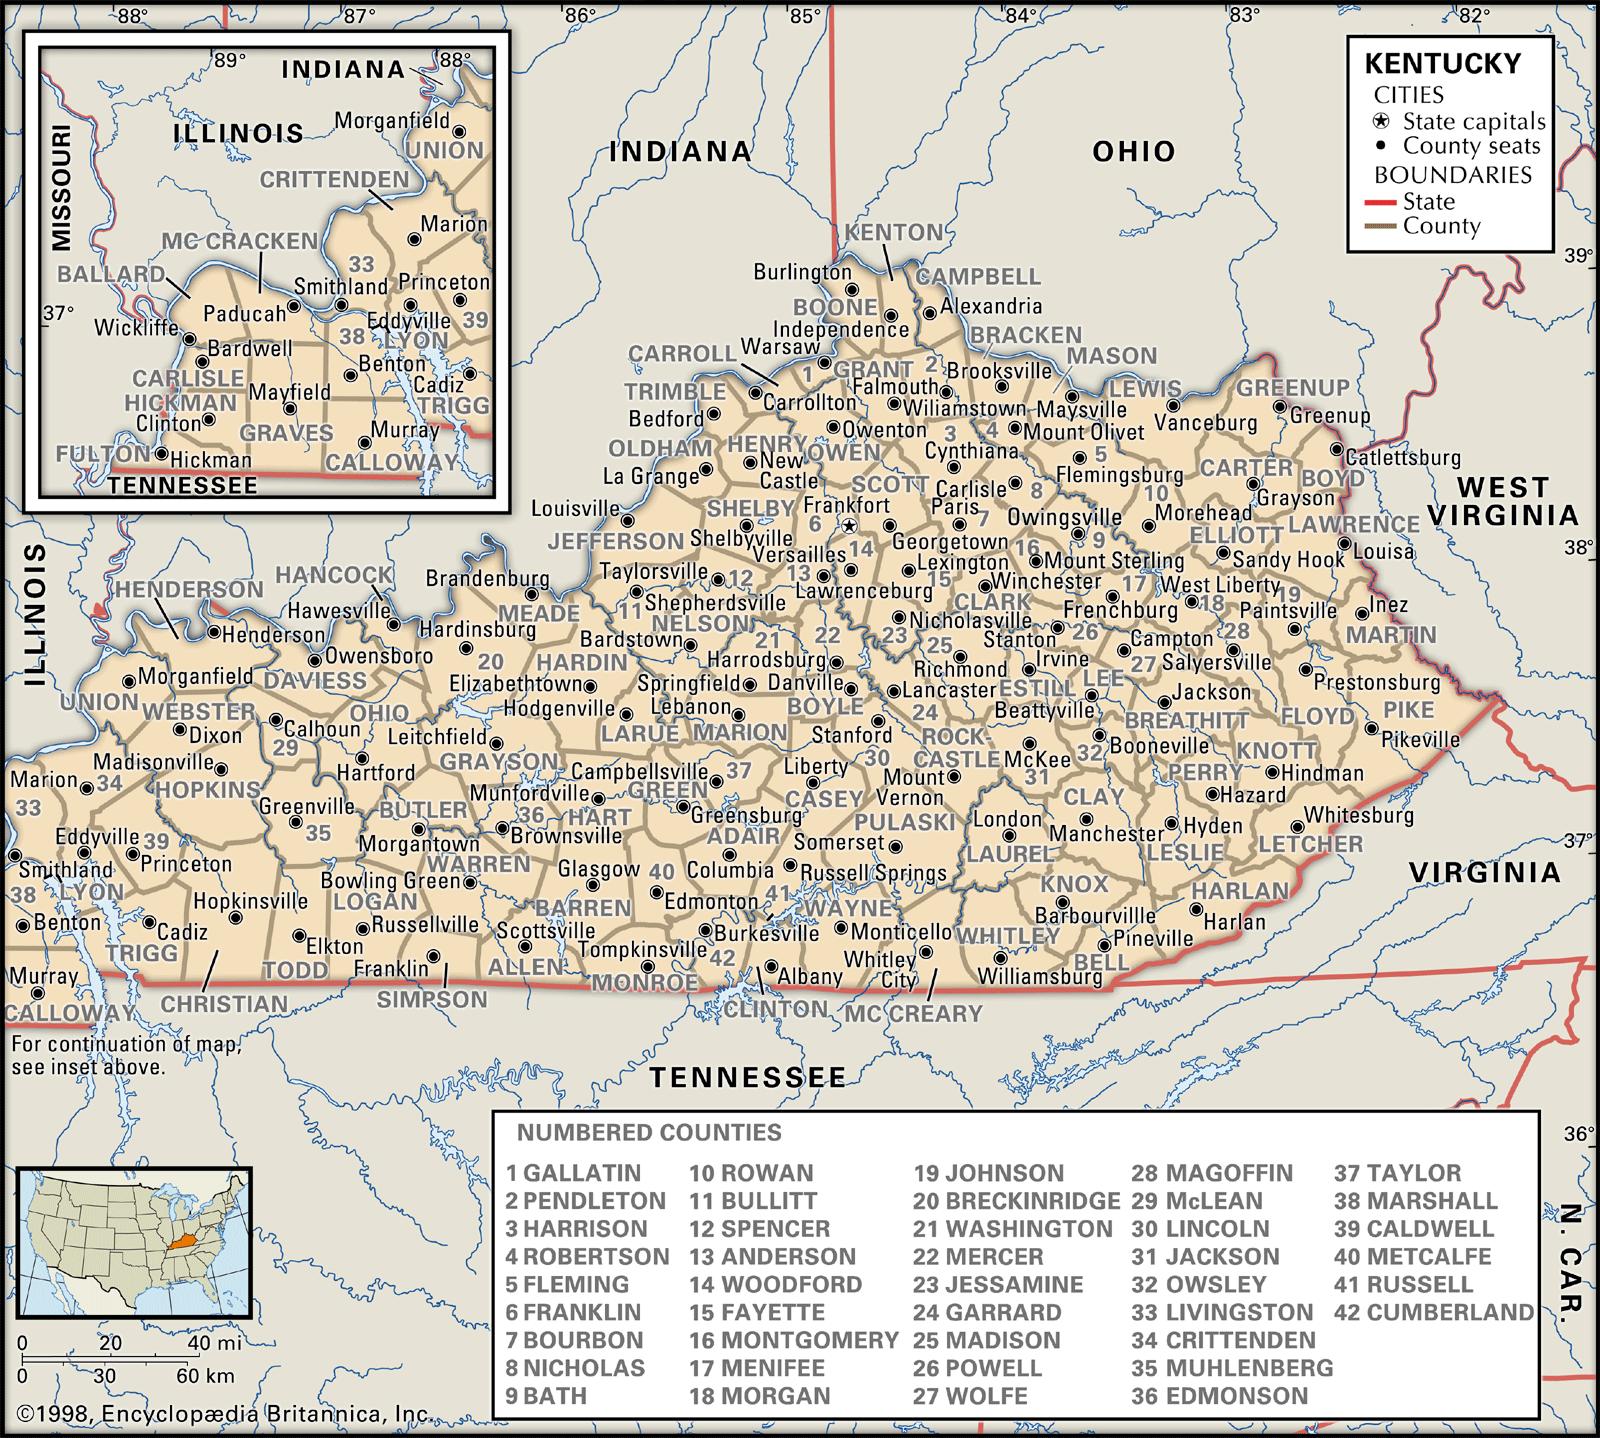 88°
87°
86°
85°
84°
83°
82°
89°
88°
INDIANA
ILLINOIS
MISSOURI
Morganfield
UNION
CRITTENDEN
Marion
MC CRACKEN
BALLARD
33
Smithland
Princeton
Paducah
37°
Wickliffe
Eddyville
39
38
LYON
Bardwell
Benton
CARLISLE
Mayfield
Cadiz
HICKMAN
TRIGG
Clinton
GRAVES
Murray
FULTON
Hickman
CALLOWAY
TENNESSEE
KENTUCKY
CITIES
State capitals
County seats
BOUNDARIES
State
County
INDIANA
OHIO
39°
KENTON
Burlington
CAMPBELL
BOONE
Alexandria
Independence
BRACKEN
Warsaw
CARROLL
MASON
1
GRANT
2
Brooksville
TRIMBLE
Falmouth
LEWIS
GREENUP
Carrollton
Wiliamstown
Maysville
Vanceburg
Greenup
Bedford
Owenton
3
4
Mount Olivet
OLDHAM
HENRY
OWEN
Cynthiana
5
Catlettsburg
New
Castle
La Grange
Flemingsburg
CARTER
BOYD
SCOTT
Carlisle
8
10
Grayson
WEST
VIRGINIA
Louisville
SHELBY
Frankfort
6
Paris
7
Owingsville
Morehead
LAWRENCE
JEFFERSON
Shelbyville
Georgetown
9
ELLIOTT
Versailles
14
16
Mount Sterling
Sandy Hook
Louisa
38°
ILLINOIS
HENDERSON
HANCOCK
Brandenburg
Taylorsville
12
13
Lexington
15
Winchester
17
West Liberty
Lawrenceburg
Hawesville
MEADE
11
Shepherdsville
CLARK
Frenchburg
18
19
Paintsville
Inez
Henderson
Hardinsburg
NELSON
Nicholasville
MARTIN
Bardstown
21
22
23
25
Stanton
26
Campton
28
Owensboro
20
HARDIN
Harrodsburg
Richmond
Irvine
27
Salyersville
Morganfield
DAVIESS
Elizabethtown
Springfield
Danville
Lancaster
ESTILL
LEE
Jackson
Prestonsburg
UNION
WEBSTER
OHIO
Hodgenville
Lebanon
BOYLE
24
Beattyville
BREATHITT
FLOYD
PIKE
Dixon
Calhoun
Leitchfield
LARUE
MARION
Stanford
ROCK-
CASTLE
McKee
32
Booneville
KNOTT
Pikeville
29
Madisonville
Hartford
GRAYSON
Campbellsville
37
Liberty
30
Mount
Vernon
31
PERRY
Hindman
Marion
34
HOPKINS
Munfordville
GREEN
CASEY
CLAY
Hazard
33
Greenville
BUTLER
36
HART
Greensburg
PULASKI
London
Manchester
Hyden
Whitesburg
35
Eddyville
39
Morgantown
Brownsville
ADAIR
Somerset
LAUREL
LESLIE
LETCHER
37°
Princeton
Smithland
WARREN
Glasgow
40
Columbia
Russell Springs
VIRGINIA
38
LYON
Bowling Green
KNOX
HARLAN
Hopkinsville
LOGAN
BARREN
Edmonton
41
WAYNE
Barbourvillle
Benton
Cadiz
Russellville
Scottsville
Burkesville
Monticello
WHITLEY
Harlan
TRIGG
Elkton
Tompkinsville
42
Whitley
City
Pineville
TODD
Franklin
ALLEN
Albany
Williamsburg
BELL
Murray
MONROE
CHRISTIAN
SIMPSON
CLINTON
MC CREARY
CALLOWAY
For continuation of map,
see inset above.
TENNESSEE
36°
N. CAR.
NUMBERED COUNTIES
1 GALLATIN
2 PENDLETON
3 HARRISON
4 ROBERTSON
5 FLEMING
6 FRANKLIN
7 BOURBON
8 NICHOLAS
9 BATH
10 ROWAN
11 BULLITT
12 SPENCER
13 ANDERSON
14 WOODFORD
15 FAYETTE
16 MONTGOMERY
17 MENIFEE
18 MORGAN
19 JOHNSON
20 BRECKINRIDGE
21 WASHINGTON
22 MERCER
23 JESSAMINE
24 GARRARD
25 MADISON
26 POWELL
27 WOLFE
28 MAGOFFIN
29 McLEAN
30 LINCOLN
31 JACKSON
32 OWSLEY
33 LIVINGSTON
34 CRITTENDEN
35 MUHLENBERG
36 EDMONSON
37 TAYLOR
38 MARSHALL
39 CALDWELL
40 METCALFE
41 RUSSELL
42 CUMBERLAND
0 20 40 mi
0 30 60 km
©1998, Encyclopædia Britannica, Inc.